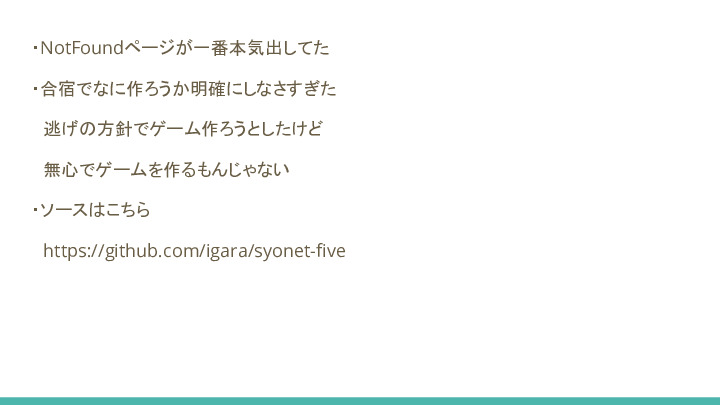 ・NotFoundページが一番本気出してた
・合宿でなに作ろうか明確にしなさすぎた
逃げの方針でゲーム作ろうとしたけど
無心でゲームを作るもんじゃない
・ソースはこちら
https://github.com/igara/syonet-five